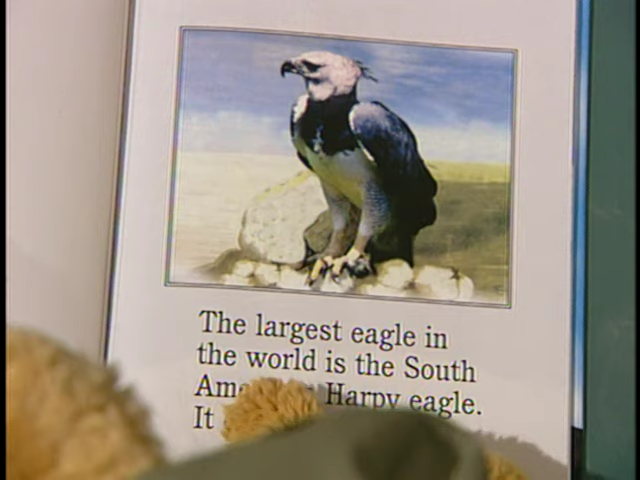 The largest eagle in
the world is the South
Harpy eagle.
It